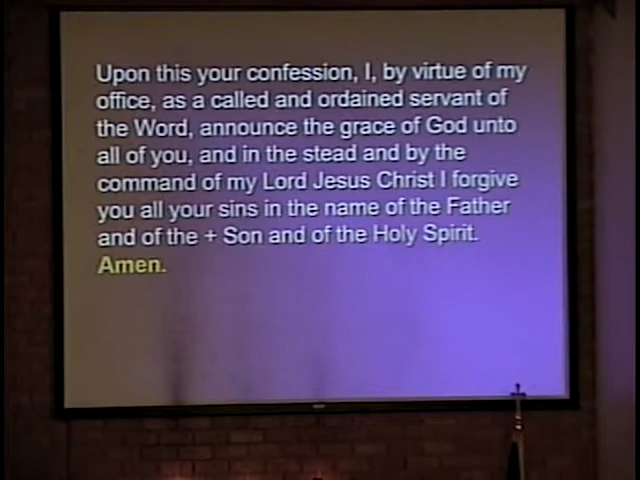 Upon this your confession, I, by virtue of my
office, as a called and ordained servant of
the Word, announce the grace of God unto
all of you, and in the stead and by the
command of my Lord Jesus Christ I forgive
you all your sins in the name of the Father
and of the + Son and of the Holy Spirit.
Amen.